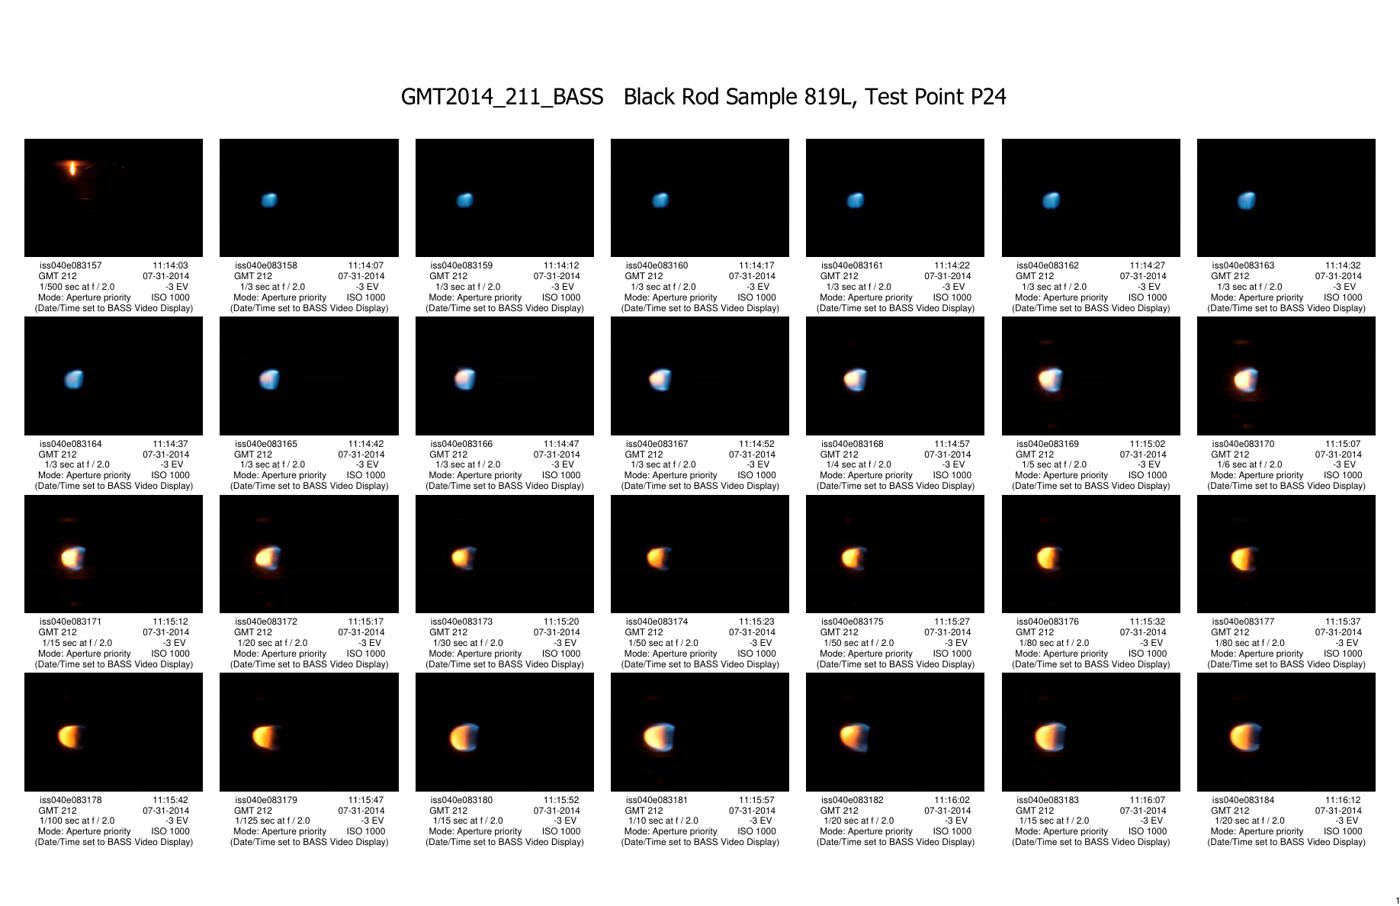 GMT2014_211_BASS Black Rod Sample 819L, Test Point P24
iss040e083157 11:14:03
GMT 212 07-31-2014
1/500 sec at f / 2.0 -3 EV
Mode: Aperture priority ISO 1000
(Date/Time set to BASS Video Display)
iss040e083158 11:14:07
GMT 212 07-31-2014
1/3 sec at f / 2.0 -3 EV
Mode: Aperture priority ISO 1000
(Date/Time set to BASS Video Display)
iss040e083159 11:14:12
GMT 212 07-31-2014
1/3 sec at f / 2.0 -3 EV
Mode: Aperture priority ISO 1000
(Date/Time set to BASS Video Display)
iss040e083160 11:14:17
GMT 212 07-31-2014
1/3 sec at f / 2.0 -3 EV
Mode: Aperture priority ISO 1000
(Date/Time set to BASS Video Display)
iss040e083161 11:14:22
GMT 212 07-31-2014
1/3 sec at f / 2.0 -3 EV
Mode: Aperture priority ISO 1000
(Date/Time set to BASS Video Display)
iss040e083162 11:14:27
GMT 212 07-31-2014
1/3 sec at f / 2.0 -3 EV
Mode: Aperture priority ISO 1000
(Date/Time set to BASS Video Display)
iss040e083163 11:14:32
GMT 212 07-31-2014
1/3 sec at f / 2.0 -3 EV
Mode: Aperture priority ISO 1000
(Date/Time set to BASS Video Display)
iss040e083164 11:14:37
GMT 212 07-31-2014
1/3 sec at f / 2.0 -3 EV
Mode: Aperture priority ISO 1000
(Date/Time set to BASS Video Display)
iss040e083165 11:14:42
GMT 212 07-31-2014
1/3 sec at f / 2.0 -3 EV
Mode: Aperture priority ISO 1000
(Date/Time set to BASS Video Display)
iss040e083166 11:14:47
GMT 212 07-31-2014
1/3 sec at f / 2.0 -3 EV
Mode: Aperture priority ISO 1000
(Date/Time set to BASS Video Display)
iss040e083167 11:14:52
GMT 212 07-31-2014
1/3 sec at f / 2.0 -3 EV
Mode: Aperture priority ISO 1000
(Date/Time set to BASS Video Display)
iss040e083168 11:14:57
GMT 212 07-31-2014
1/4 sec at f / 2.0 -3 EV
Mode: Aperture priority ISO 1000
(Date/Time set to BASS Video Display)
iss040e083169 11:15:02
GMT 212 07-31-2014
1/5 sec at f / 2.0 -3 EV
Mode: Aperture priority ISO 1000
(Date/Time set to BASS Video Display)
iss040e083170 11:15:07
GMT 212 07-31-2014
1/6 sec at f / 2.0 -3 EV
Mode: Aperture priority ISO 1000
(Date/Time set to BASS Video Display)
iss040e083171 11:15:12
GMT 212 07-31-2014
1/15 sec at f / 2.0 -3 EV
Mode: Aperture priority ISO 1000
(Date/Time set to BASS Video Display)
iss040e083172 11:15:17
GMT 212 07-31-2014
1/20 sec at f / 2.0 -3 EV
Mode: Aperture priority ISO 1000
(Date/Time set to BASS Video Display)
iss040e083173 11:15:20
GMT 212 07-31-2014
1/30 sec at f / 2.0 -3 EV
Mode: Aperture priority ISO 1000
(Date/Time set to BASS Video Display)
iss040e083174 11:15:23
GMT 212 07-31-2014
1/50 sec at f / 2.0 -3 EV
Mode: Aperture priority ISO 1000
(Date/Time set to BASS Video Display)
iss040e083175 11:15:27
GMT 212 07-31-2014
1/50 sec at f / 2.0 -3 EV
Mode: Aperture priority ISO 1000
(Date/Time set to BASS Video Display)
iss040e083176 11:15:32
GMT 212 07-31-2014
1/80 sec at f / 2.0 -3 EV
Mode: Aperture priority ISO 1000
(Date/Time set to BASS Video Display)
iss040e083177 11:15:37
GMT 212 07-31-2014
1/80 sec at f / 2.0 -3 EV
Mode: Aperture priority ISO 1000
(Date/Time set to BASS Video Display)
iss040e083178 11:15:42
GMT 212 07-31-2014
1/100 sec at f / 2.0 -3 EV
Mode: Aperture priority ISO 1000
(Date/Time set to BASS Video Display)
iss040e083179 11:15:47
GMT 212 07-31-2014
1/125 sec at f / 2.0 -3 EV
Mode: Aperture priority ISO 1000
(Date/Time set to BASS Video Display)
iss040e083180 11:15:52
GMT 212 07-31-2014
1/15 sec at f / 2.0 -3 EV
Mode: Aperture priority ISO 1000
(Date/Time set to BASS Video Display)
iss040e083181 11:15:57
GMT 212 07-31-2014
1/10 sec at f / 2.0 -3 EV
Mode: Aperture priority ISO 1000
(Date/Time set to BASS Video Display)
iss040e083182 11:16:02
GMT 212 07-31-2014
1/20 sec at f / 2.0 -3 EV
Mode: Aperture priority ISO 1000
(Date/Time set to BASS Video Display)
iss040e083183 11:16:07
GMT 212 07-31-2014
1/15 sec at f / 2.0 -3 EV
Mode: Aperture priority ISO 1000
(Date/Time set to BASS Video Display)
iss040e083184 11:16:12
GMT 212 07-31-2014
1/20 sec at f / 2.0 -3 EV
Mode: Aperture priority ISO 1000
(Date/Time set to BASS Video Display)